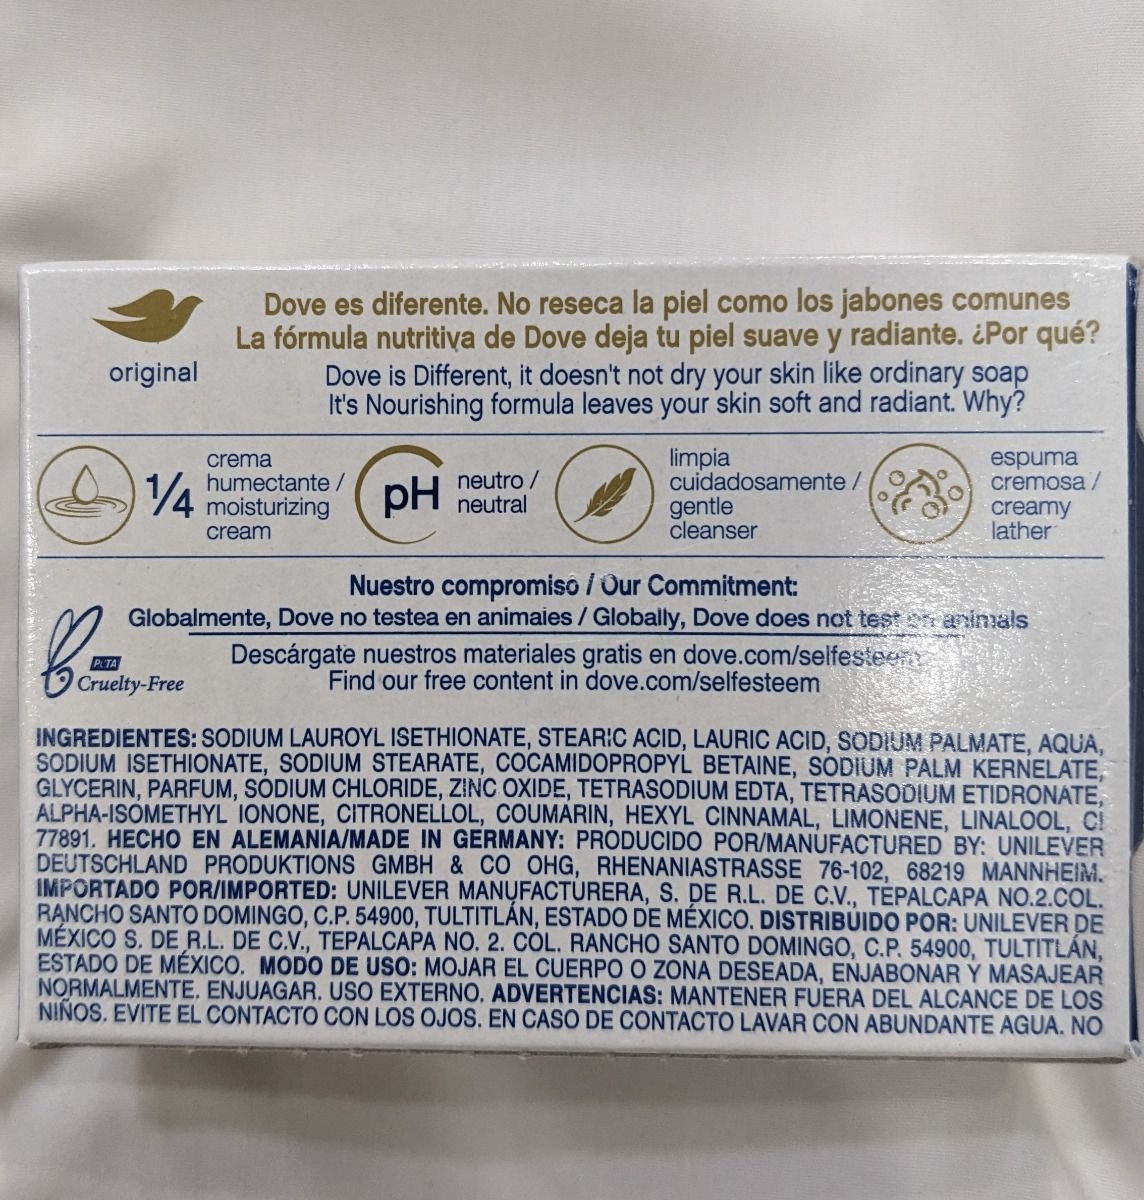 Dove es diferente. No reseca la piel como los jabones comunes
La fórmula nutritiva de Dove deja tu piel suave y radiante. ¿Por qué?
original
Dove is Different, it doesn't not dry your skin like ordinary soap
It's Nourishing formula leaves your skin soft and radiant. Why?
1/4
crema
humectante /
moisturizing
cream
pH
neutro /
neutral
limpia
cuidadosamente /
gentle
cleanser
espuma
cremosa /
creamy
lather
Nuestro compromiso / Our Commitment:
Globalmente, Dove no testea en animales / Globally, Dove does not test on animals
PETA
Cruelty-Free
Descárgate nuestros materiales gratis en dove.com/selfesteem
Find our free content in dove.com/selfesteem
INGREDIENTES: SODIUM LAUROYL ISETHIONATE, STEARIC ACID, LAURIC ACID, SODIUM PALMATE, AQUA,
SODIUM ISETHIONATE, SODIUM STEARATE, COCAMIDOPROPYL BETAINE, SODIUM PALM KERNELATE,
GLYCERIN, PARFUM, SODIUM CHLORIDE, ZINC OXIDE, TETRASODIUM EDTA, TETRASODIUM ETIDRONATE,
ALPHA-ISOMETHYL IONONE, CITRONELLOL, COUMARIN, HEXYL CINNAMAL, LIMONENE, LINALOOL, CI
77891. HECHO EN ALEMANIA/MADE IN GERMANY: PRODUCIDO POR/MANUFACTURED BY: UNILEVER
DEUTSCHLAND PRODUKTIONS GMBH & CO OHG, RHENANIASTRASSE 76-102, 68219 MANNHEIM.
IMPORTADO POR/IMPORTED: UNILEVER MANUFACTURERA, S. DE R.L. DE C.V., TEPALCAPA NO.2.COL.
RANCHO SANTO DOMINGO, C.P. 54900, TULTITLÁN, ESTADO DE MÉXICO. DISTRIBUIDO POR: UNILEVER DE
MÉXICO S. DE R.L. DE C.V., TEPALCAPA NO. 2. COL. RANCHO SANTO DOMINGO, C.P. 54900, TULTITLÁN,
ESTADO DE MÉXICO. MODO DE USO: MOJAR EL CUERPO O ZONA DESEADA, ENJABONAR Y MASAJEAR
NORMALMENTE. ENJUAGAR. USO EXTERNO. ADVERTENCIAS: MANTENER FUERA DEL ALCANCE DE LOS
NIÑOS. EVITE EL CONTACTO CON LOS OJOS. EN CASO DE CONTACTO LAVAR CON ABUNDANTE AGUA. NO